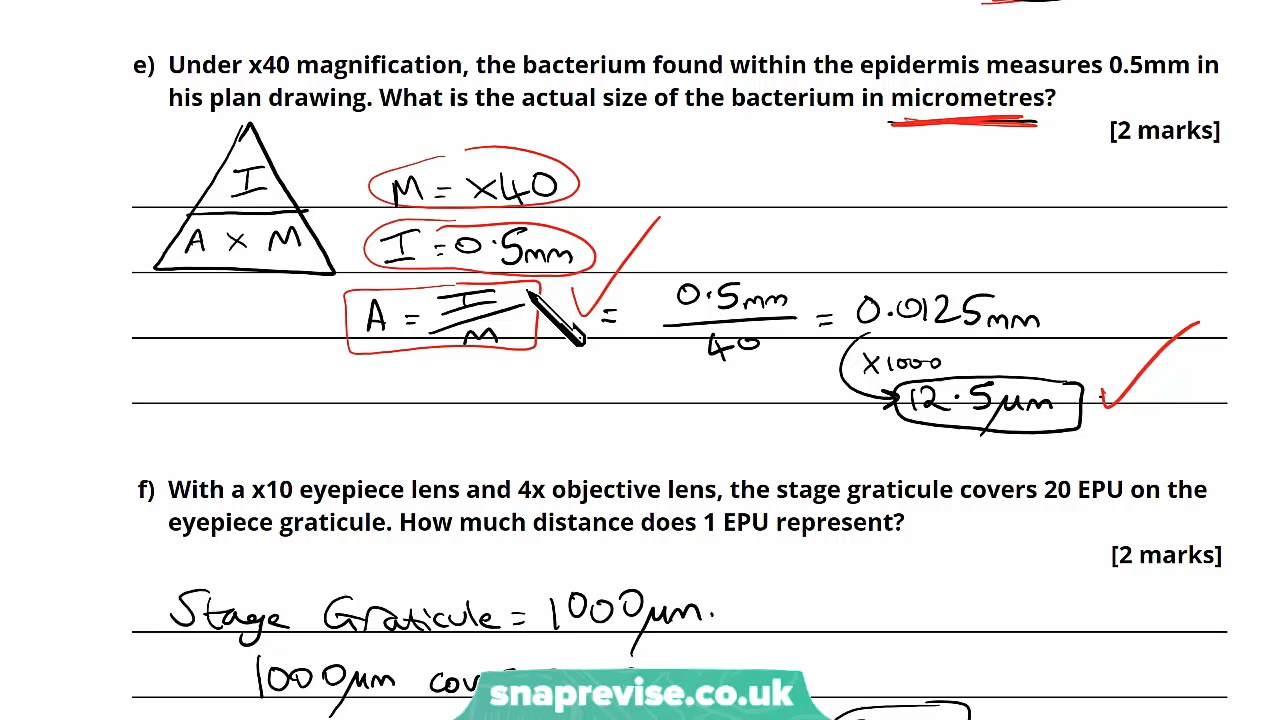 e) Under x40 magnification, the bacterium found within the epidermis measures 0.5mm in
his plan drawing. What is the actual size of the bacterium in micrometres?
[2 marks]
I
A x M
M = x40
I = 0.5mm
A = I/M = 0.5mm/40 = 0.0125mm
x1000
12.5μm
f) With a x10 eyepiece lens and 4x objective lens, the stage graticule covers 20 EPU on the
eyepiece graticule. How much distance does 1 EPU represent?
[2 marks]
Stage Graticule = 1000μm.
1000μm
snaprevise.co.uk